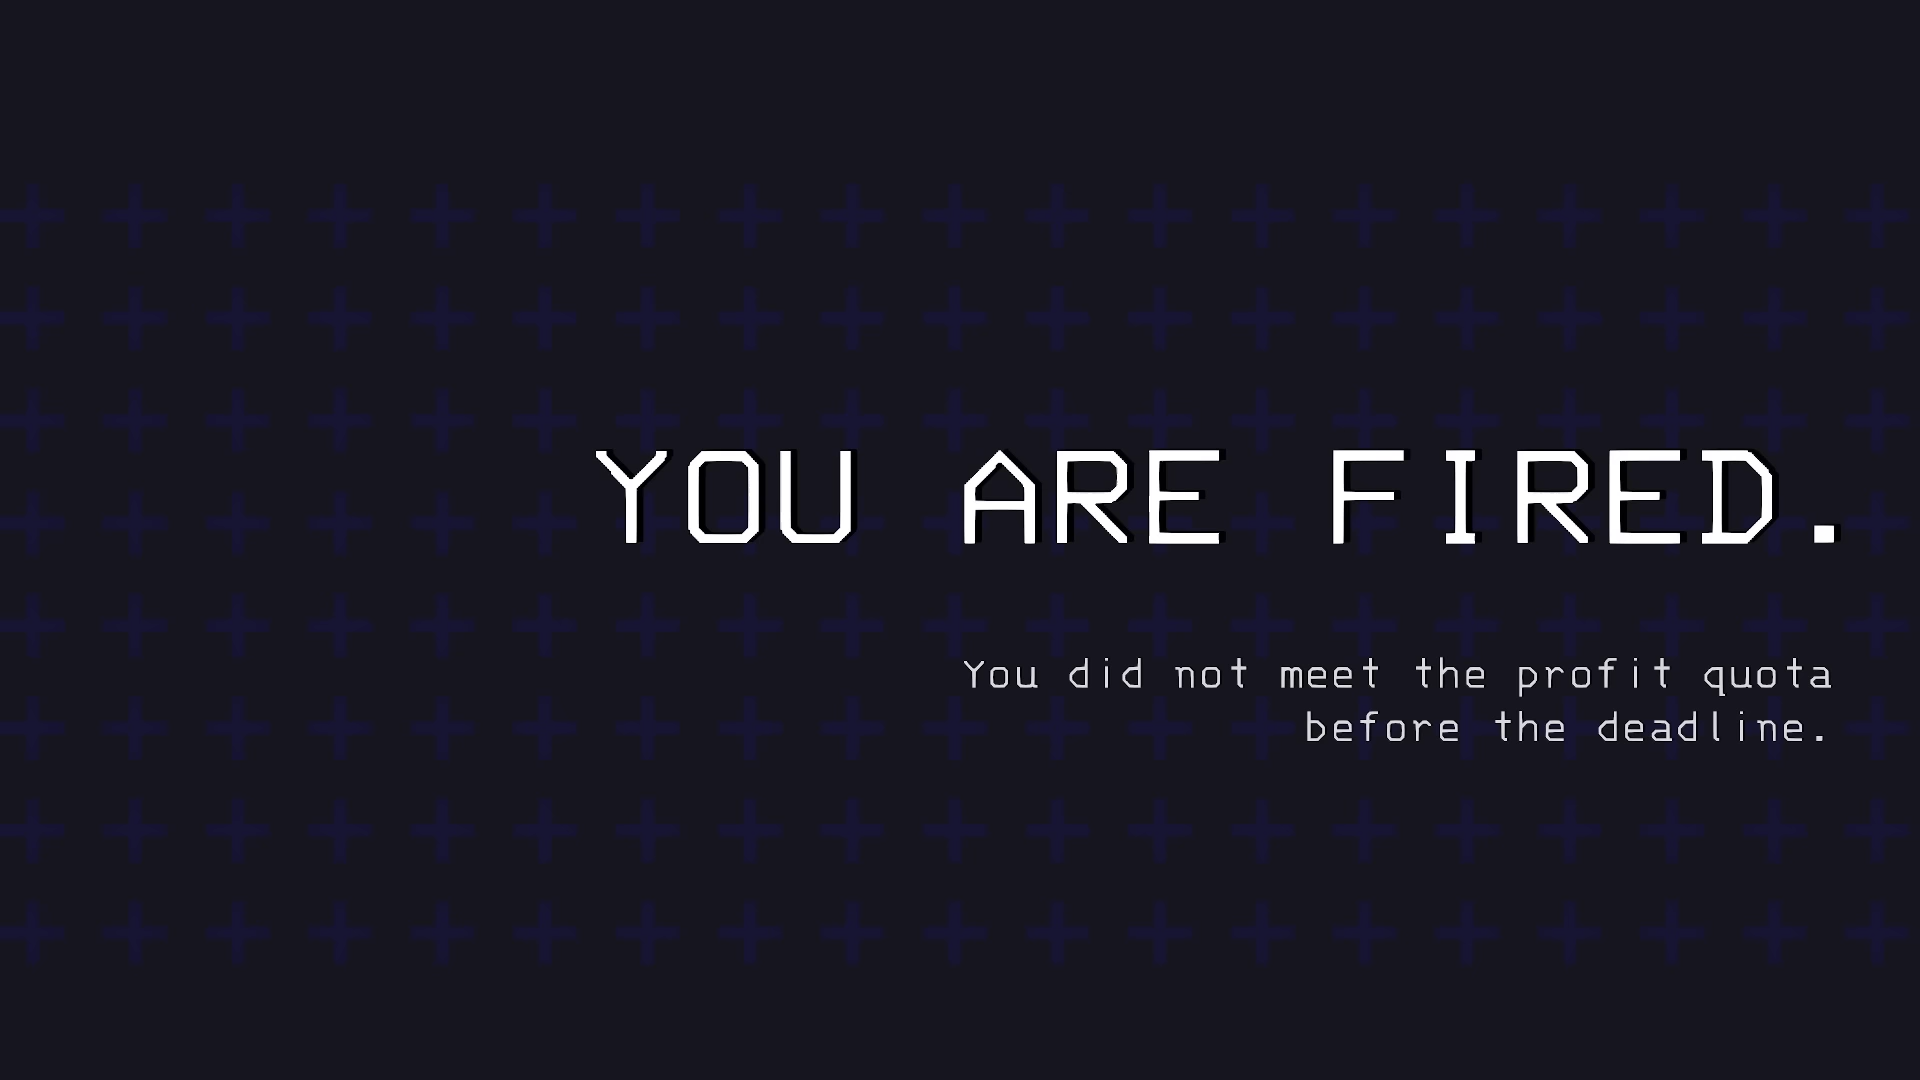 YOU ARE FIRED.
You did not meet the profit quota
before the deadline.